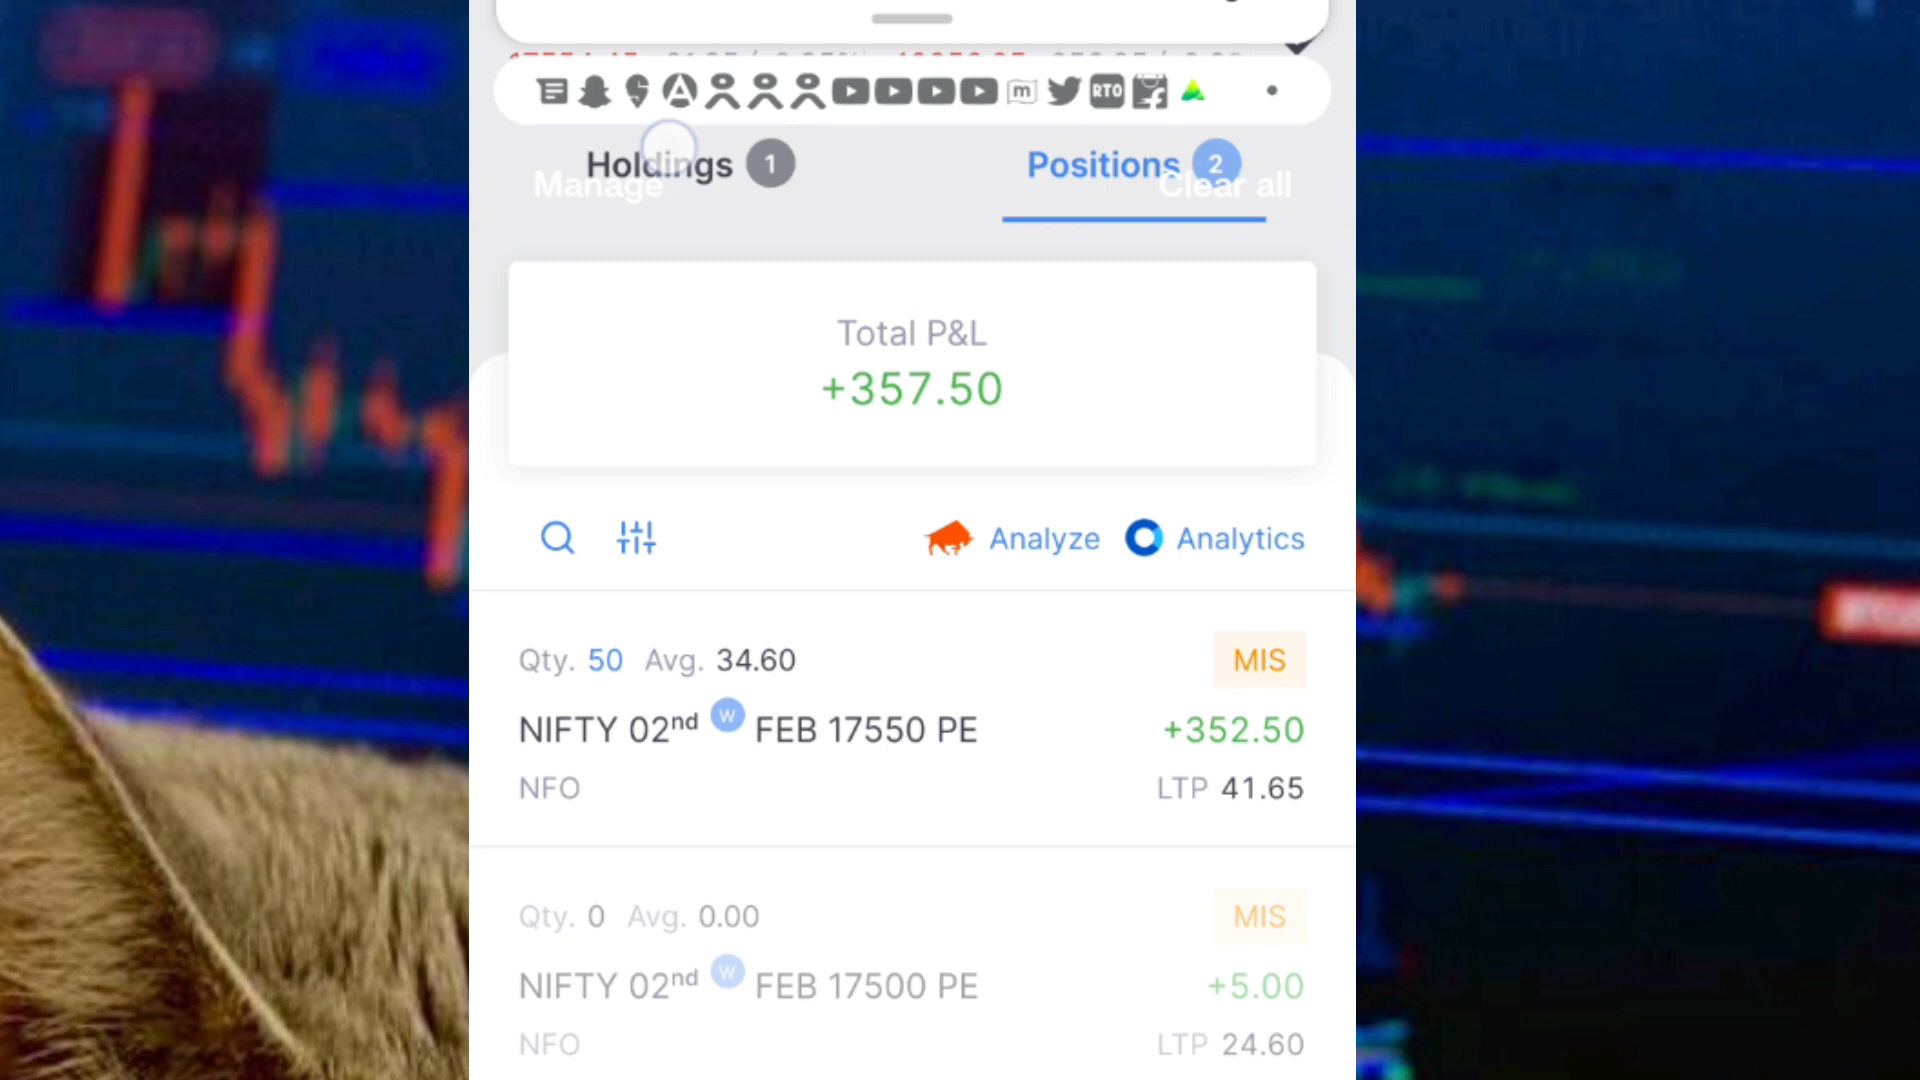 m RTO
Holdings 1 Positions 2
Manage Clear all
Total P&L
+357.50
Analyze Analytics
Qty. 50 Avg. 34.60 MIS
NIFTY 02nd W FEB 17550 PE +352.50
NFO LTP 41.65
Qty. 0 Avg. 0.00 MIS
NIFTY 02nd W FEB 17500 PE +5.00
NFO LTP 24.60